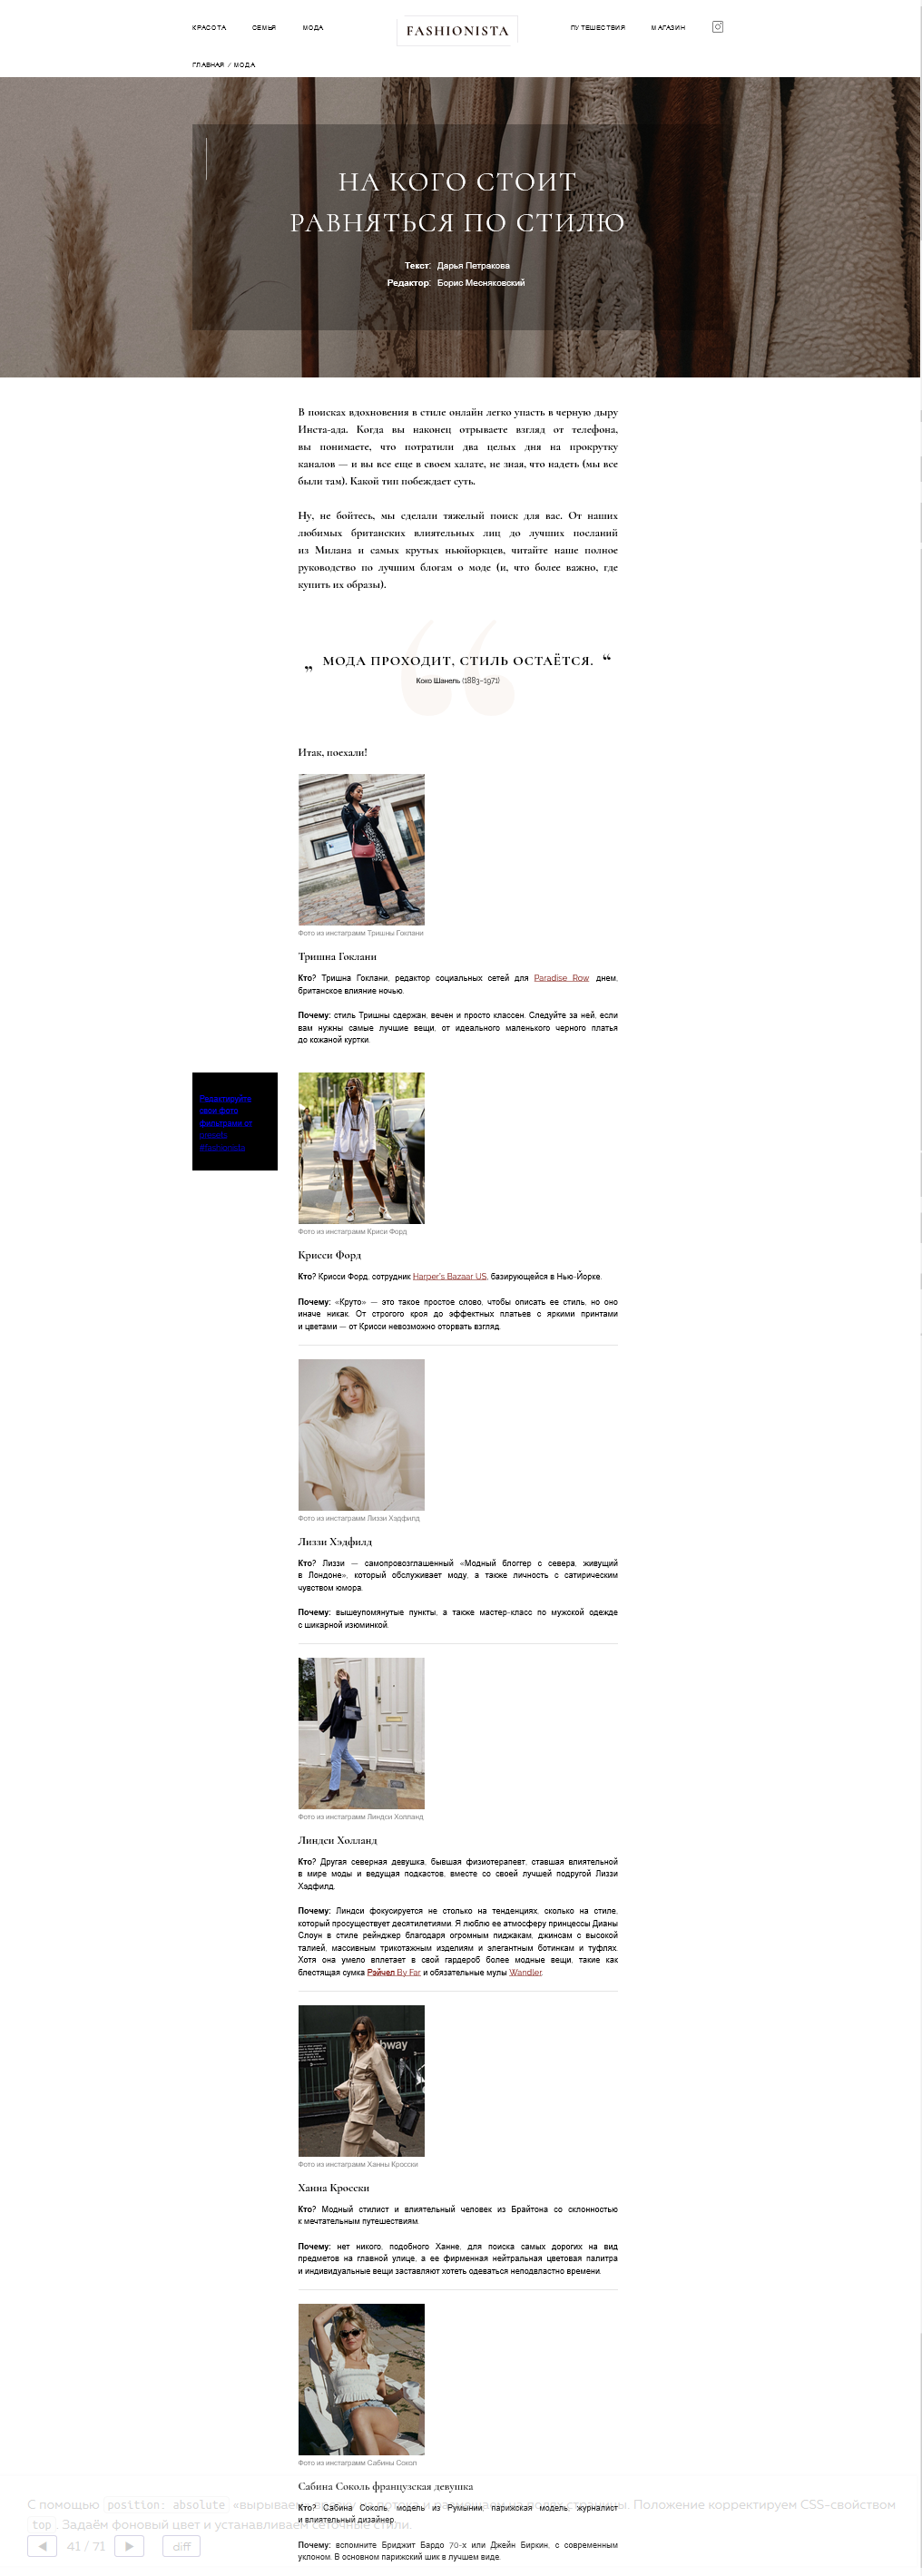 КРАСОТА СЕМЬЯ МОДА FASHIONISTA ПУТЕШЕСТВИЯ МАГАЗИН
ГЛАВНАЯ / МОДА
НА КОГО СТОИТ
РАВНЯТЬСЯ ПО СТИЛЮ
Текст: Дарья Петракова
Редактор: Борис Месняковский
В поисках вдохновения в стиле онлайн легко упасть в черную дыру
Инста-ада. Когда вы наконец отрываете взгляд от телефона,
вы понимаете, что потратили два целых дня на прокрутку
каналов — и вы все еще в своем халате, не зная, что надеть (мы все
были там). Какой тип побеждает суть.
Ну, не бойтесь, мы сделали тяжелый поиск для вас. От наших
любимых британских влиятельных лиц до лучших посланий
из Милана и самых крутых ньюйоркцев, читайте наше полное
руководство по лучшим блогам о моде (и, что более важно, где
купить их образы).
„ МОДА ПРОХОДИТ, СТИЛЬ ОСТАЁТСЯ. “
Коко Шанель (1883–1971)
Итак, поехали!
Фото из инстаграмм Тришны Гоклани
Тришна Гоклани
Кто? Тришна Гоклани, редактор социальных сетей для Paradise Row днем,
британское влияние ночью.
Почему: стиль Тришны сдержан, вечен и просто классен. Следуйте за ней, если
вам нужны самые лучшие вещи, от идеального маленького черного платья
до кожаной куртки.
Редактируйте
свои фото
фильтрами от
#fashionista
Фото из инстаграмм Криси Форд
Крисси Форд
Кто? Крисси Форд, сотрудник Harper's Bazaar US, базирующейся в Нью-Йорке.
Почему: «Круто» — это такое простое слово, чтобы описать ее стиль, но оно
иначе никак. От строгого кроя до эффектных платьев с яркими принтами
и цветами — от Крисси невозможно оторвать взгляд.
Фото из инстаграмм Лиззи Хэдфилд
Лиззи Хэдфилд
Кто? Лиззи — самопровозглашенный «Модный блоггер с севера, живущий
в Лондоне», который обслуживает моду, а также личность с сатирическим
чувством юмора.
Почему: вышеупомянутые пункты, а также мастер-класс по мужской одежде
с шикарной изюминкой.
Фото из инстаграмм Линдси Холланд
Линдси Холланд
Кто? Другая северная девушка, бывшая физиотерапевт, ставшая влиятельной
в мире моды и ведущая подкастов, вместе со своей лучшей подругой Лиззи
Хэдфилд.
Почему: Линдси фокусируется не столько на тенденциях, сколько на стиле,
который просуществует десятилетиями. Я люблю ее атмосферу принцессы Дианы
Слоун в стиле рейнджер благодаря огромным пиджакам, джинсам с высокой
талией, массивным трикотажным изделиям и элегантным ботинкам и туфлях.
Хотя она умело вплетает в свой гардероб более модные вещи, такие как
блестящая сумка Рэйчел By Far и обязательные мулы Wandler.
bway
Фото из инстаграмм Ханны Кросски
Ханна Кросски
Кто? Модный стилист и влиятельный человек из Брайтона со склонностью
к мечтательным путешествиям.
Почему: нет никого, подобного Ханне, для поиска самых дорогих на вид
предметов на главной улице, а ее фирменная нейтральная цветовая палитра
и индивидуальные вещи заставляют хотеть одеваться неподвластно времени.
Фото из инстаграмм Сабины Сокол
Сабина Соколь французская девушка
С помощью position: absolute «вырываем из потока и размещаем на полях страницы. Положение корректируем CSS-свойством
top . Задаём фоновый цвет и устанавливаем сеточные стили.
Кто? Сабина Соколь, модель из Румынии, парижская модель, журналист
и влиятельный дизайнер.
◀ 41 / 71 ▶ diff
Почему: вспомните Бриджит Бардо 70-х или Джейн Биркин, с современным
уклоном. В основном парижский шик в лучшем виде.